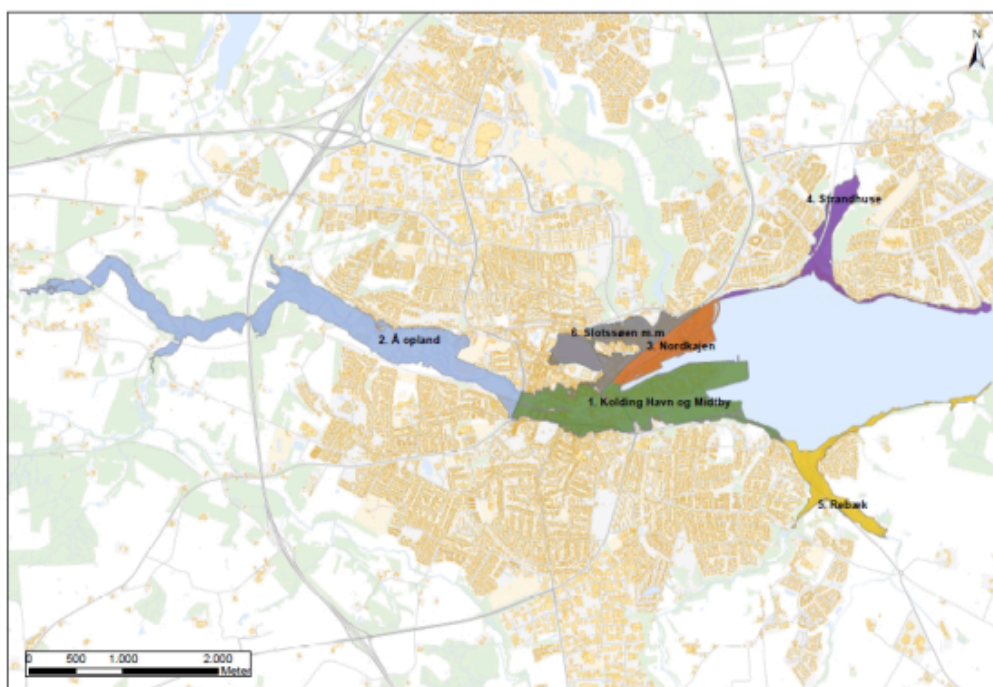 N
4. Strandhuse
6. Slotssøen m.m
2. Å opland
3. Nordkajen
1. Kolding Havn og Midtby
5. Rebæk
0 500 1.000 2.000
Meter